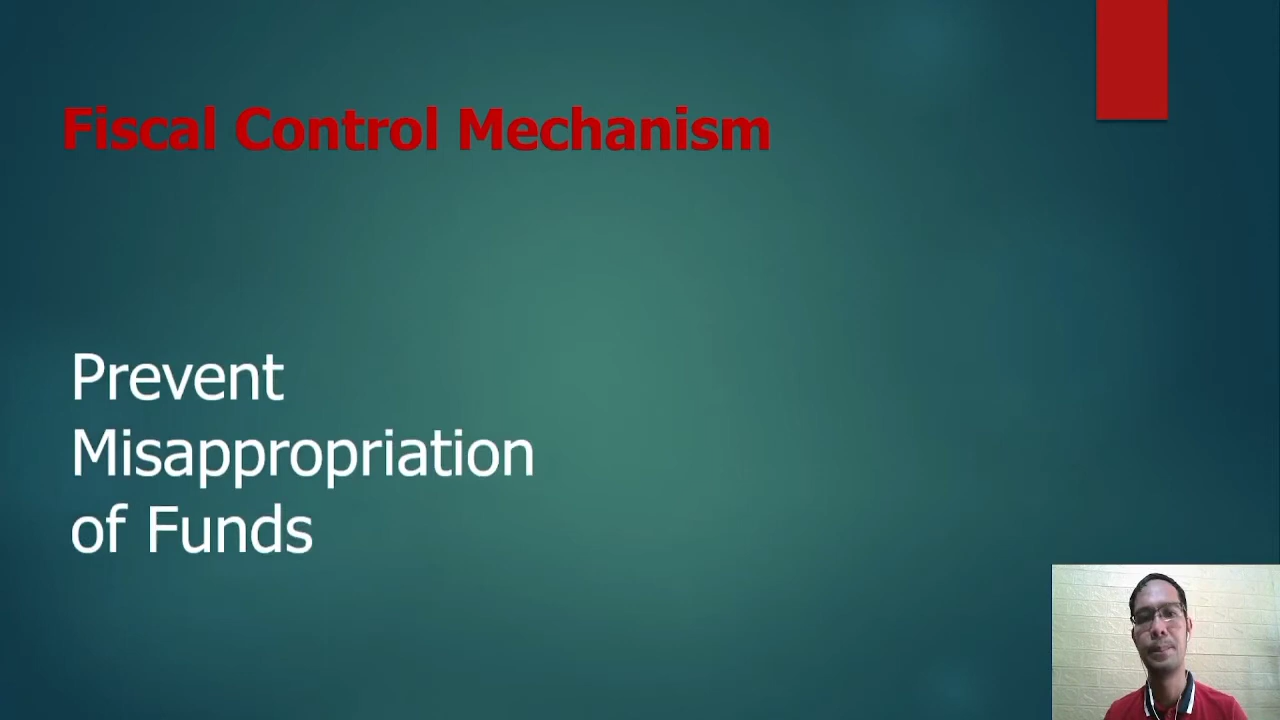 Fiscal Control Mechanism
Prevent
Misappropriation
of Funds